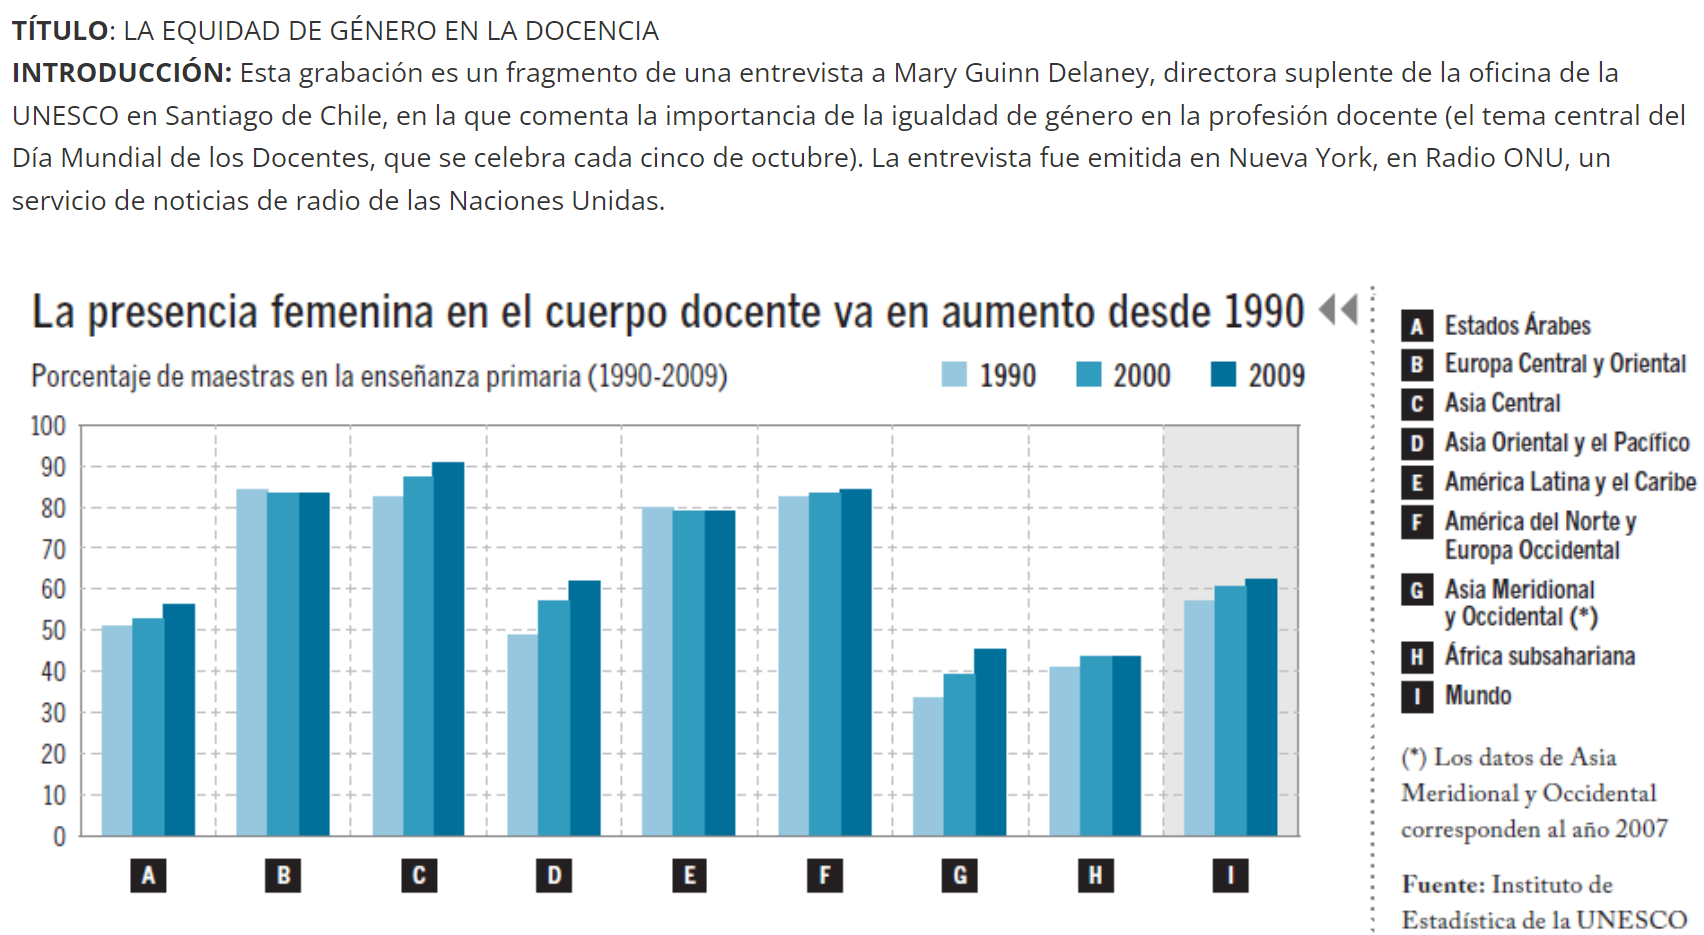 TÍTULO: LA EQUIDAD DE GÉNERO EN LA DOCENCIA
INTRODUCCIÓN: Esta grabación es un fragmento de una entrevista a Mary Guinn Delaney, directora suplente de la oficina de la
UNESCO en Santiago de Chile, en la que comenta la importancia de la igualdad de género en la profesión docente (el tema central del
Día Mundial de los Docentes, que se celebra cada cinco de octubre). La entrevista fue emitida en Nueva York, en Radio ONU, un
servicio de noticias de radio de las Naciones Unidas.
La presencia femenina en el cuerpo docente va en aumento desde 1990
Porcentaje de maestras en la enseñanza primaria (1990-2009)
1990 2000 2009
100
90
80
70
60
50
40
30
20
10
0
A B C D E F G H I
A Estados Árabes
B Europa Central y Oriental
C Asia Central
D Asia Oriental y el Pacífico
E América Latina y el Caribe
F América del Norte y
Europa Occidental
G Asia Meridional
y Occidental (*)
H África subsahariana
I Mundo
(*) Los datos de Asia
Meridional y Occidental
corresponden al año 2007
Fuente: Instituto de
Estadística de la UNESCO